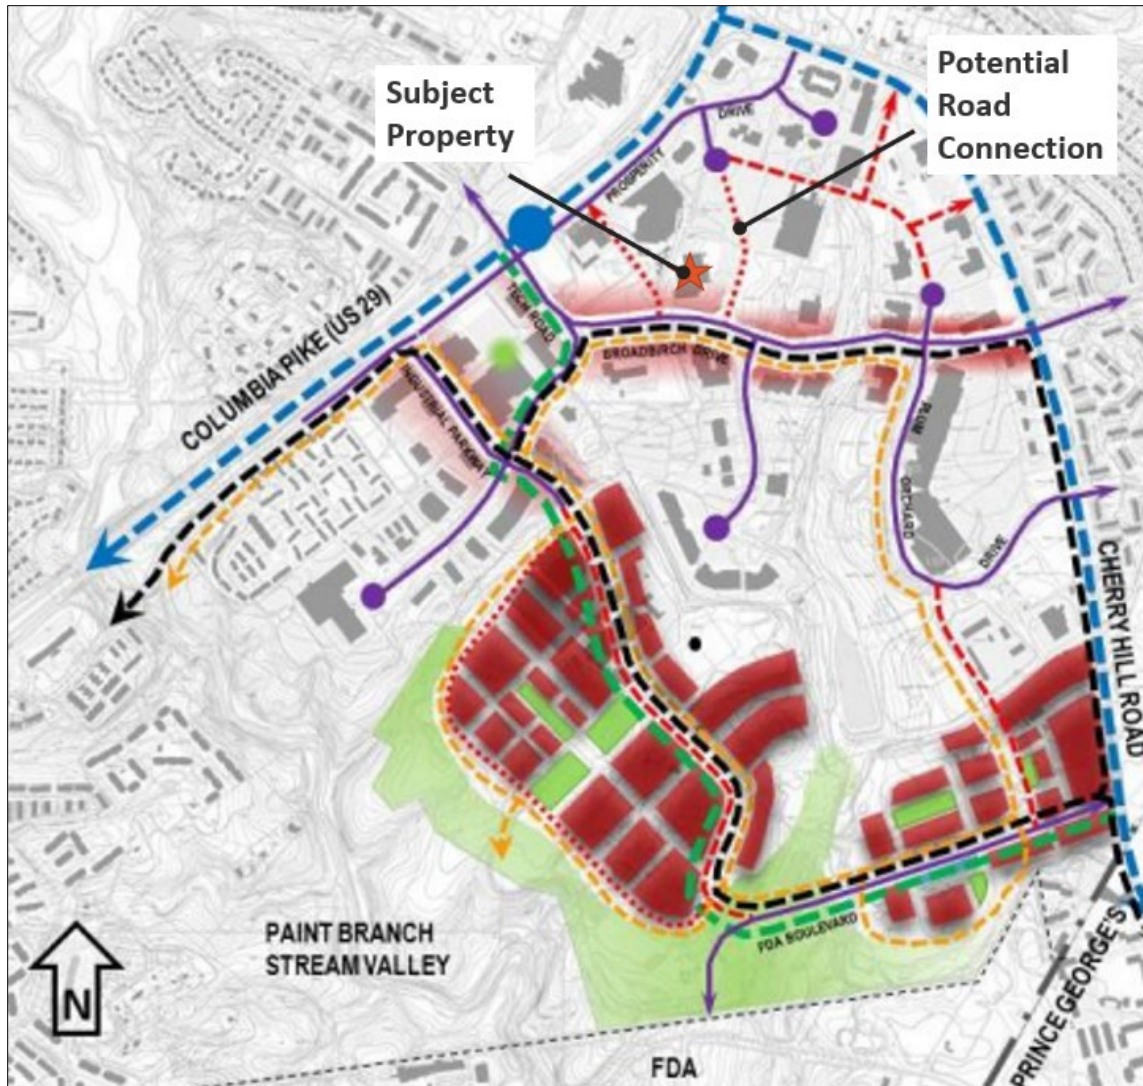 Subject
Property
Potential
Road
Connection
DRIVE
PROSPERITY
COLUMBIA PIKE (US 29)
TECH ROAD
BROADBIRCH DRIVE
INDUSTRIAL PARKWAY
PLUM
ORCHARD
DRIVE
CHERRY HILL ROAD
PAINT BRANCH
STREAM VALLEY
FDA BOULEVARD
PRINCE GEORGE'S
N
FDA